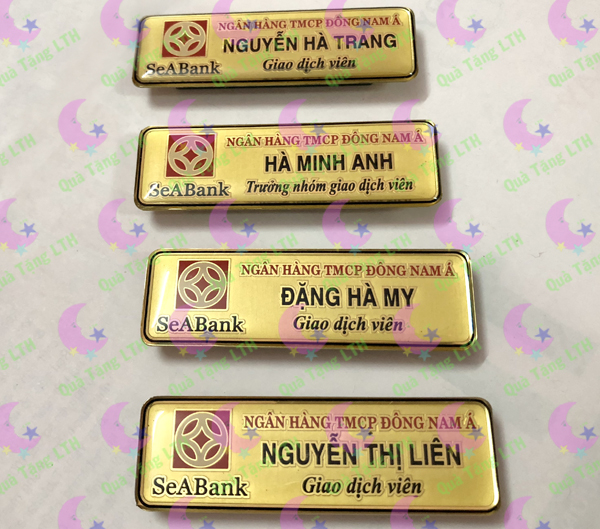 NGÂN HÀNG TMCP ĐÔNG NAM Á
NGUYỄN HÀ TRANG
SeABank
Giao dịch viên
NGÂN HÀNG TMCP ĐÔNG NAM Á
HÀ MINH ANH
SeABank
Trưởng nhóm giao dịch viên
NGÂN HÀNG TMCP ĐÔNG NAM Á
ĐẶNG HÀ MY
SeABank
Giao dịch viên
NGÂN HÀNG TMCP ĐÔNG NAM Á
NGUYỄN THỊ LIÊN
SeABank
Giao dịch viên
Quà Tặng LTH